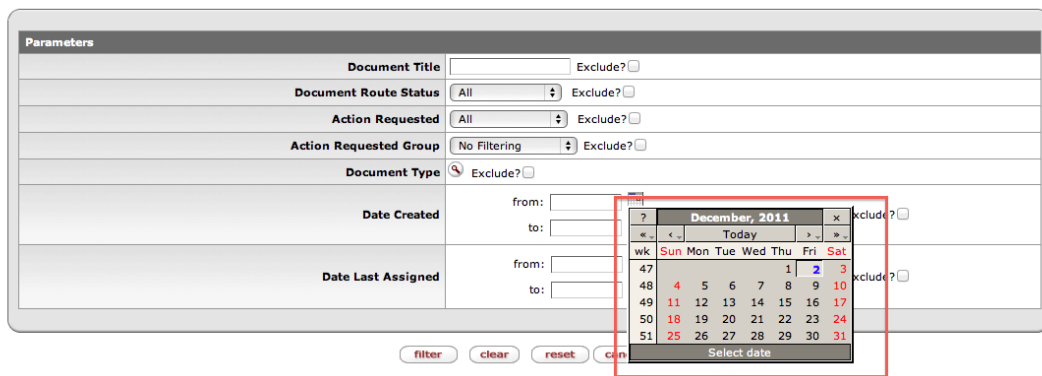 Parameters
Document Title Exclude?
Document Route Status All Exclude?
Action Requested All Exclude?
Action Requested Group No Filtering Exclude?
Document Type Exclude?
Date Created from:
to: xclude?
Date Last Assigned from:
to: xclude?
? December, 2011 ×
« ‹ Today › »
wk Sun Mon Tue Wed Thu Fri Sat
47 1 2 3
48 4 5 6 7 8 9 10
49 11 12 13 14 15 16 17
50 18 19 20 21 22 23 24
51 25 26 27 28 29 30 31
Select date
filter clear reset can